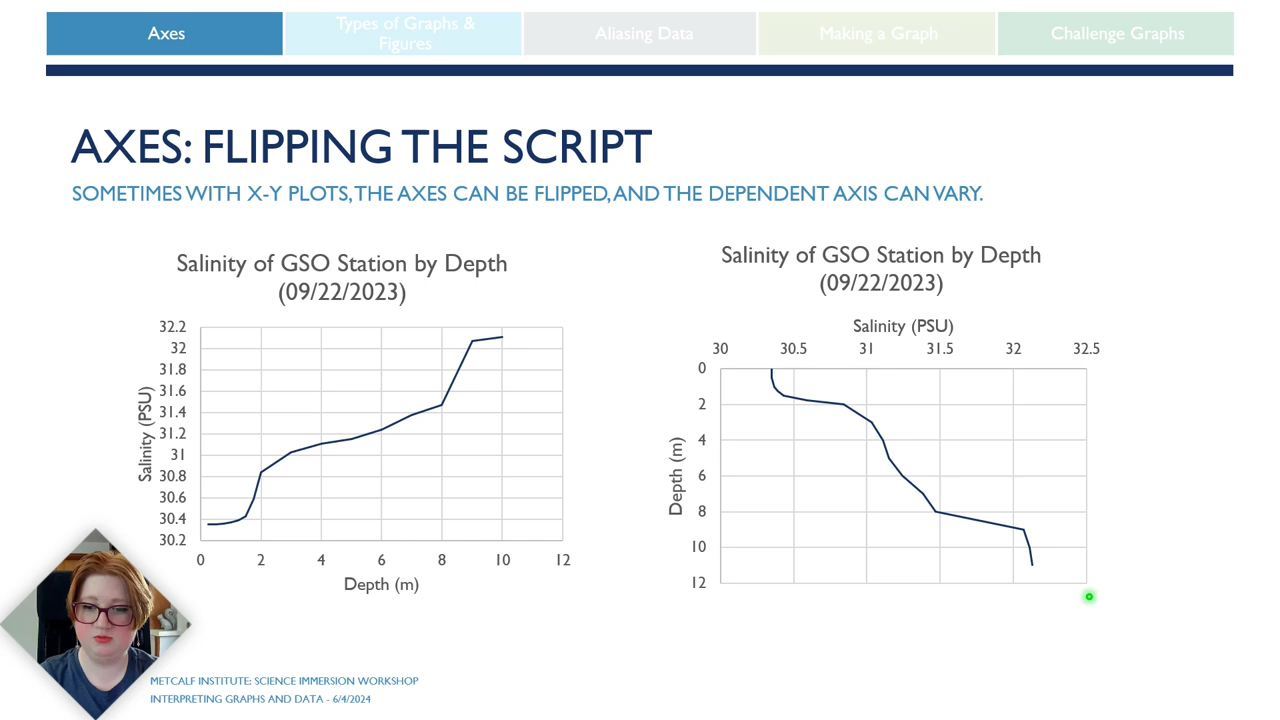 Axes
Types of Graphs &
Figures
Aliasing Data
Making a Graph
Challenge Graphs
AXES: FLIPPING THE SCRIPT
SOMETIMES WITH X-Y PLOTS, THE AXES CAN BE FLIPPED, AND THE DEPENDENT AXIS CAN VARY.
Salinity of GSO Station by Depth
(09/22/2023)
32.2
32
31.8
31.6
31.4
31.2
31
30.8
30.6
30.4
30.2
Salinity (PSU)
0 2 4 6 8 10 12
Depth (m)
Salinity of GSO Station by Depth
(09/22/2023)
Salinity (PSU)
30 30.5 31 31.5 32 32.5
0
2
4
6
8
10
12
Depth (m)
METCALF INSTITUTE: SCIENCE IMMERSION WORKSHOP
INTERPRETING GRAPHS AND DATA - 6/4/2024